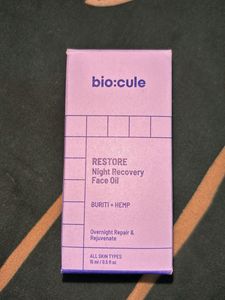 bio:cule
RESTORE
Night Recovery
Face Oil
BURITI + HEMP
Overnight Repair &
Rejuvenate
ALL SKIN TYPES
15 ml / 0.5 fl oz